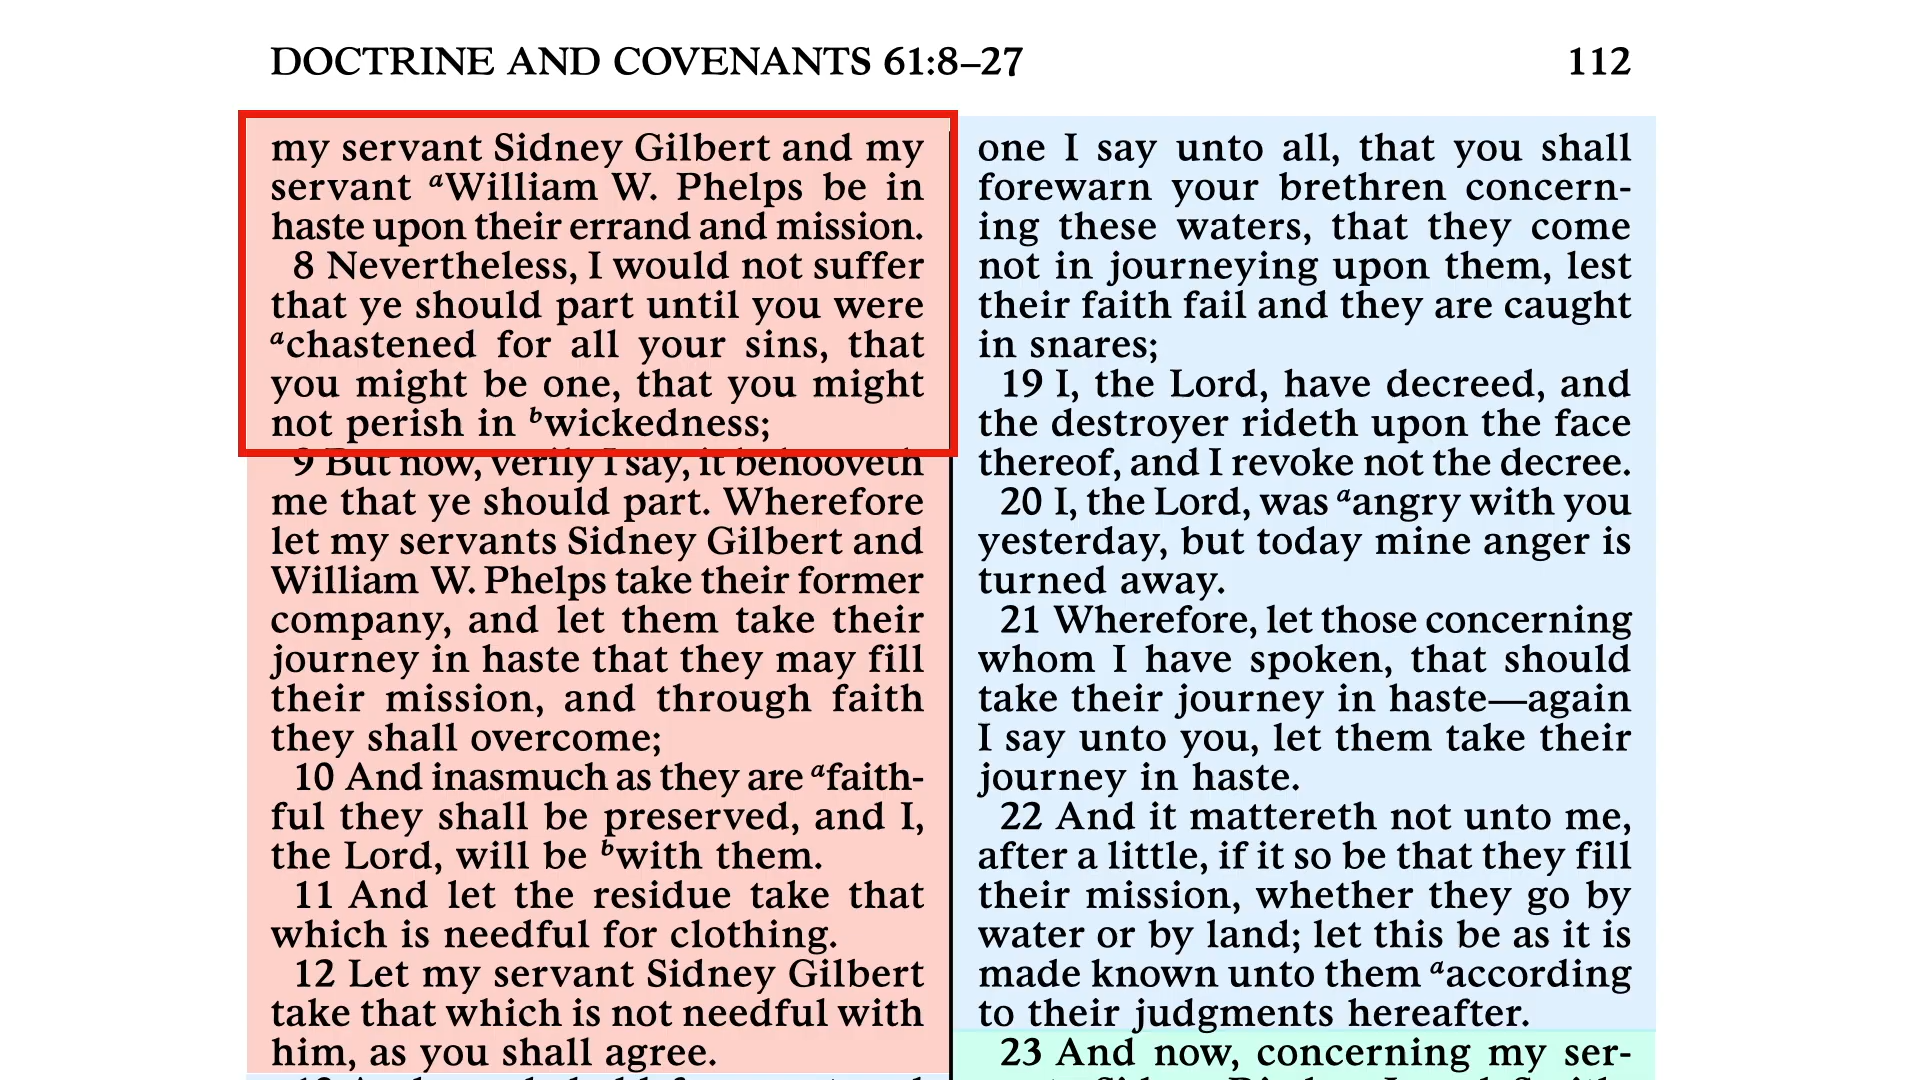 DOCTRINE AND COVENANTS 61:8–27 112
my servant Sidney Gilbert and my
servant aWilliam W. Phelps be in
haste upon their errand and mission.
8 Nevertheless, I would not suffer
that ye should part until you were
achastened for all your sins, that
you might be one, that you might
not perish in bwickedness;
9 But now, verily I say, it behooveth
me that ye should part. Wherefore
let my servants Sidney Gilbert and
William W. Phelps take their former
company, and let them take their
journey in haste that they may fill
their mission, and through faith
they shall overcome;
10 And inasmuch as they are afaith-
ful they shall be preserved, and I,
the Lord, will be bwith them.
11 And let the residue take that
which is needful for clothing.
12 Let my servant Sidney Gilbert
take that which is not needful with
him, as you shall agree.
one I say unto all, that you shall
forewarn your brethren concern-
ing these waters, that they come
not in journeying upon them, lest
their faith fail and they are caught
in snares;
19 I, the Lord, have decreed, and
the destroyer rideth upon the face
thereof, and I revoke not the decree.
20 I, the Lord, was aangry with you
yesterday, but today mine anger is
turned away.
21 Wherefore, let those concerning
whom I have spoken, that should
take their journey in haste—again
I say unto you, let them take their
journey in haste.
22 And it mattereth not unto me,
after a little, if it so be that they fill
their mission, whether they go by
water or by land; let this be as it is
made known unto them aaccording
to their judgments hereafter.
23 And now, concerning my ser-